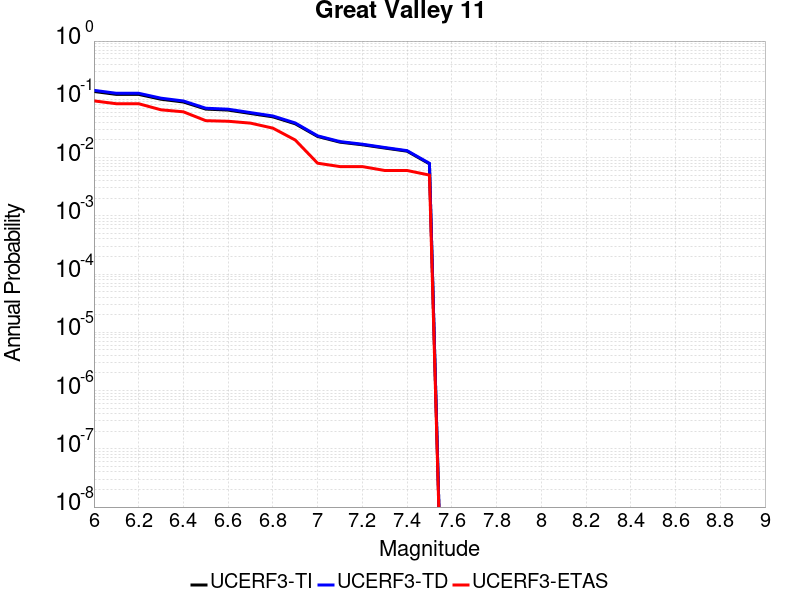 Great Valley 11
10^0
10^-1
10^-2
10^-3
10^-4
10^-5
10^-6
10^-7
10^-8
Annual Probability
6 6.2 6.4 6.6 6.8 7 7.2 7.4 7.6 7.8 8 8.2 8.4 8.6 8.8 9
Magnitude
UCERF3-TI UCERF3-TD UCERF3-ETAS